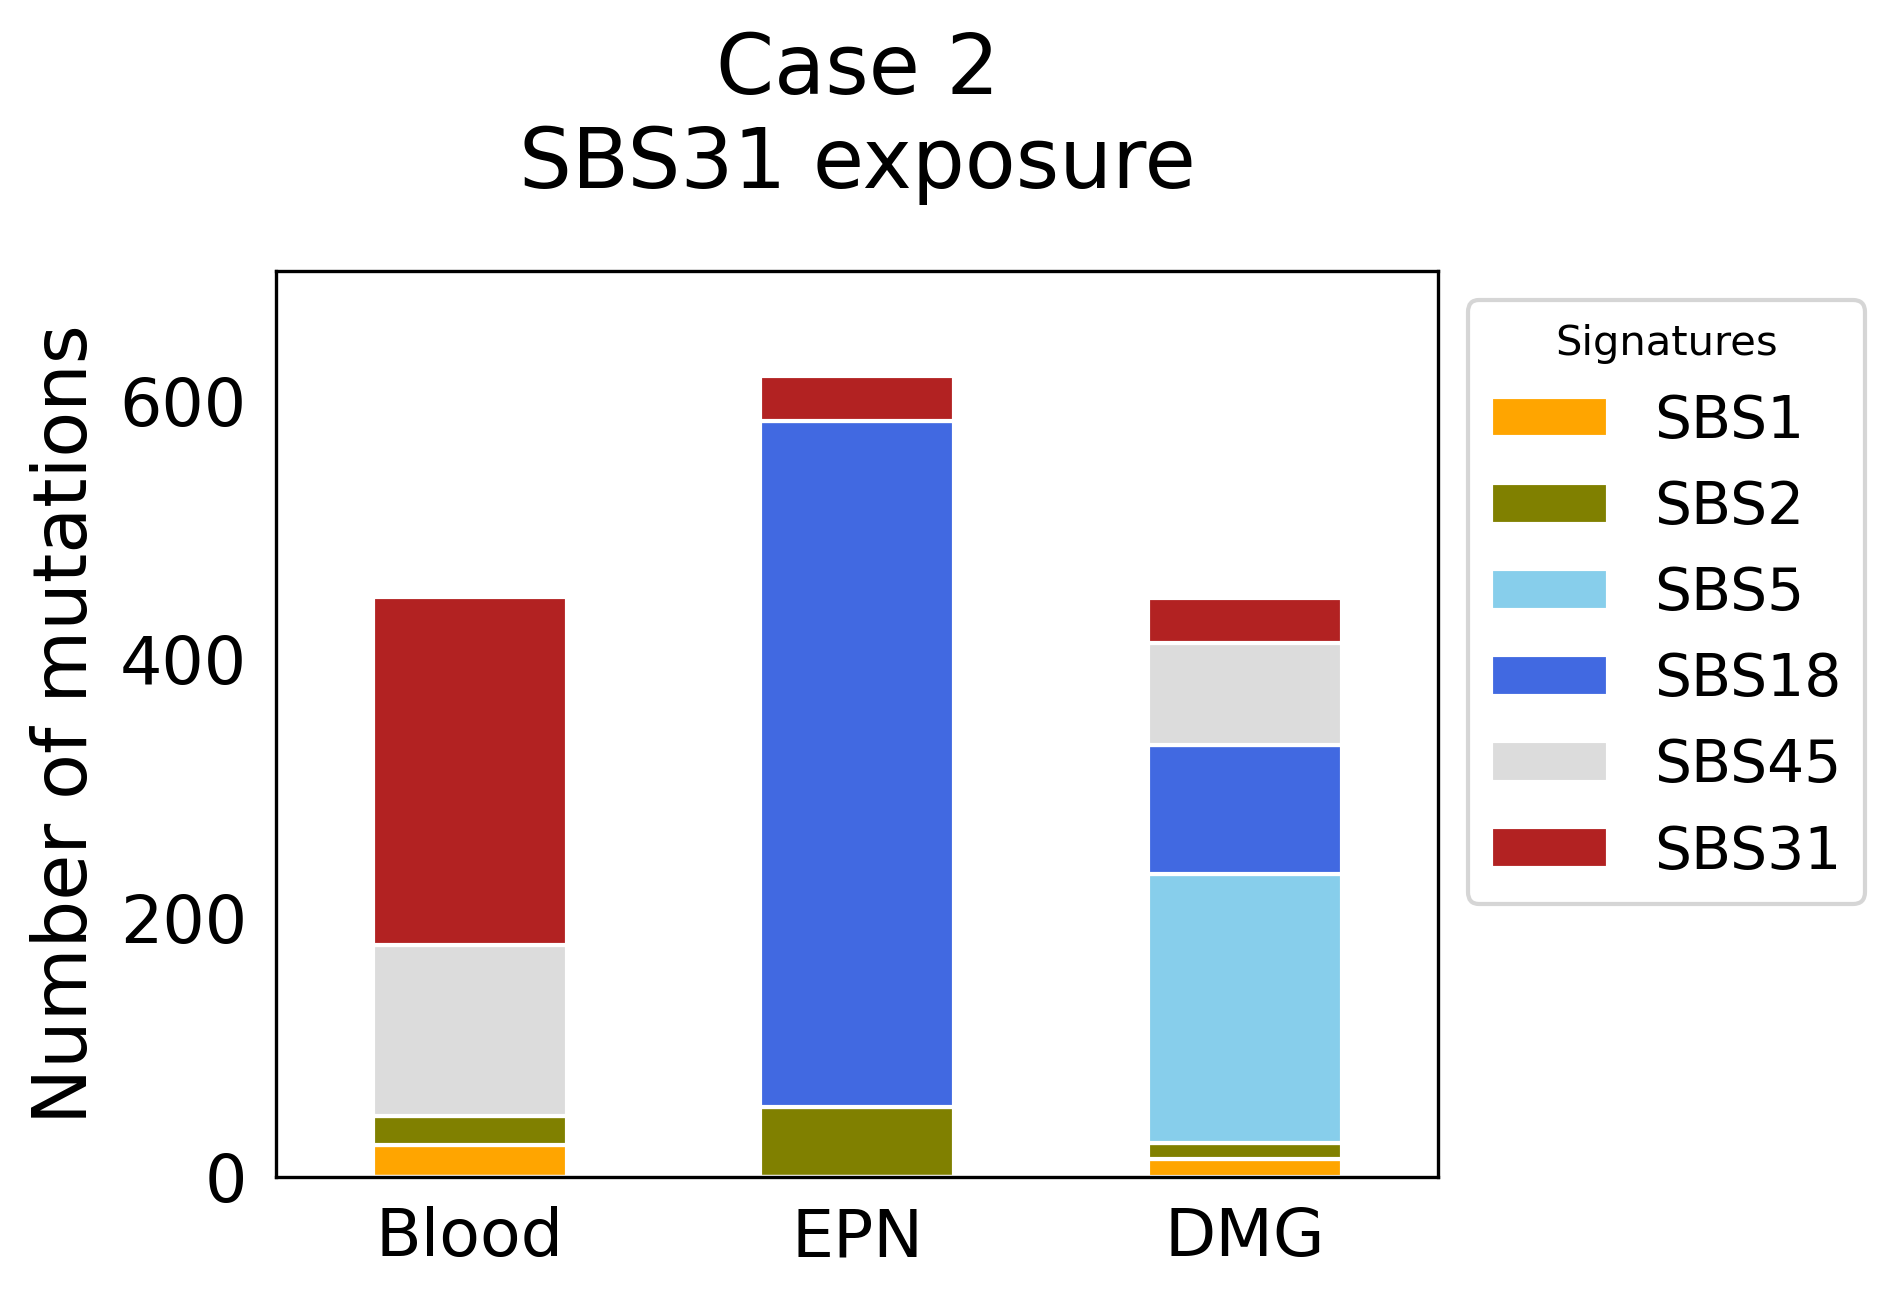 Case 2
SBS31 exposure
Number of mutations
600
400
200
0
Blood
EPN
DMG
Signatures
SBS1
SBS2
SBS5
SBS18
SBS45
SBS31